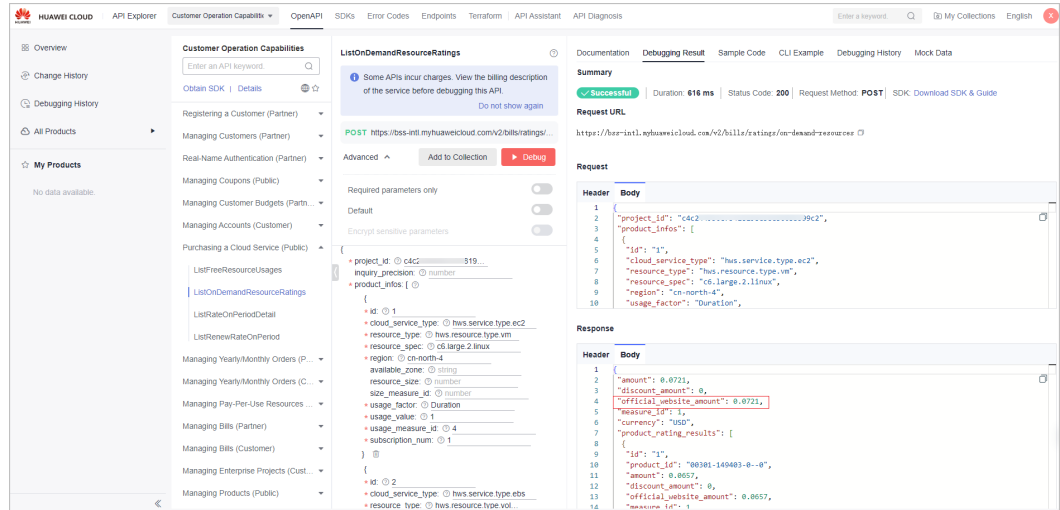 HUAWEI
HUAWEI CLOUD
API Explorer
Customer Operation Capabilitie
OpenAPI
SDKs
Error Codes
Endpoints
Terraform
API Assistant
API Diagnosis
Enter a keyword.
My Collections
English
X
Overview
Change History
Debugging History
All Products
My Products
No data available.
Customer Operation Capabilities
Enter an API keyword.
Obtain SDK | Details
Registering a Customer (Partner)
Managing Customers (Partner)
Real-Name Authentication (Partner)
Managing Coupons (Public)
Managing Customer Budgets (Partn...
Managing Accounts (Customer)
Purchasing a Cloud Service (Public)
ListFreeResourceUsages
ListOnDemandResourceRatings
ListRateOnPeriodDetail
ListRenewRateOnPeriod
Managing Yearly/Monthly Orders (P...
Managing Yearly/Monthly Orders (C...
Managing Pay-Per-Use Resources ...
Managing Bills (Partner)
Managing Bills (Customer)
Managing Enterprise Projects (Cust...
Managing Products (Public)
ListOnDemandResourceRatings
Some APIs incur charges. View the billing description
of the service before debugging this API.
Do not show again
POST https://bss-intl.myhuaweicloud.com/v2/bills/ratings/...
Advanced
Add to Collection
Debug
Required parameters only
Default
Encrypt sensitive parameters
{
* project_id: c4c2 819...
inquiry_precision: number
* product_infos: [
{
* id: 1
* cloud_service_type: hws.service.type.ec2
* resource_type: hws.resource.type.vm
* resource_spec: c6.large.2.linux
* region: cn-north-4
available_zone: string
resource_size: number
size_measure_id: number
* usage_factor: Duration
* usage_value: 1
* usage_measure_id: 4
* subscription_num: 1
}
{
* id: 2
* cloud_service_type: hws.service.type.ebs
* resource_type: hws.resource.type.vol...
Documentation
Debugging Result
Sample Code
CLI Example
Debugging History
Mock Data
Summary
Successful | Duration: 616 ms | Status Code: 200 | Request Method: POST | SDK: Download SDK & Guide
Request URL
https://bss-intl.myhuaweicloud.com/v2/bills/ratings/on-demand-resources
Request
Header Body
1 {
2 "project_id": "c4c2 99c2",
3 "product_infos": [
4 {
5 "id": "1",
6 "cloud_service_type": "hws.service.type.ec2",
7 "resource_type": "hws.resource.type.vm",
8 "resource_spec": "c6.large.2.linux",
9 "region": "cn-north-4",
10 "usage_factor": "Duration",
Response
Header Body
1 {
2 "amount": 0.0721,
3 "discount_amount": 0,
4 "official_website_amount": 0.0721,
5 "measure_id": 1,
6 "currency": "USD",
7 "product_rating_results": [
8 {
9 "id": "1",
10 "product_id": "00301-149403-0--0",
11 "amount": 0.0657,
12 "discount_amount": 0,
13 "official_website_amount": 0.0657,
14 "measure_id": 1